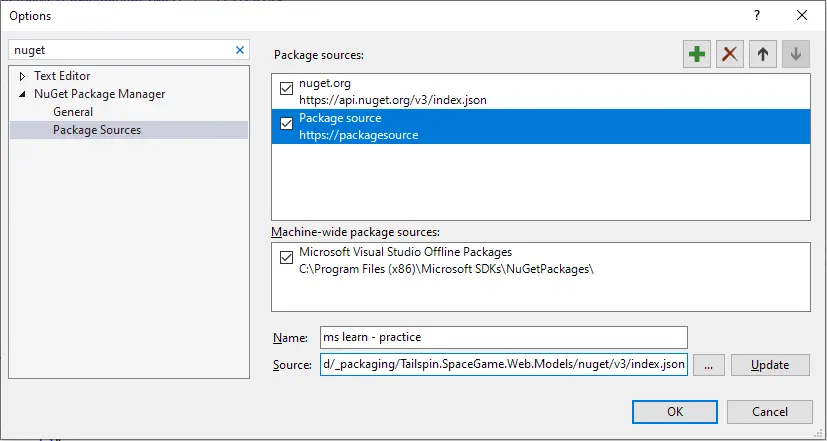 Options
nuget
Text Editor
NuGet Package Manager
General
Package Sources
Package sources:
nuget.org
https://api.nuget.org/v3/index.json
Package source
https://packagesource
Machine-wide package sources:
Microsoft Visual Studio Offline Packages
C:\Program Files (x86)\Microsoft SDKs\NuGetPackages\
Name: ms learn - practice
Source: d/_packaging/Tailspin.SpaceGame.Web.Models/nuget/v3/index.json ... Update
OK Cancel